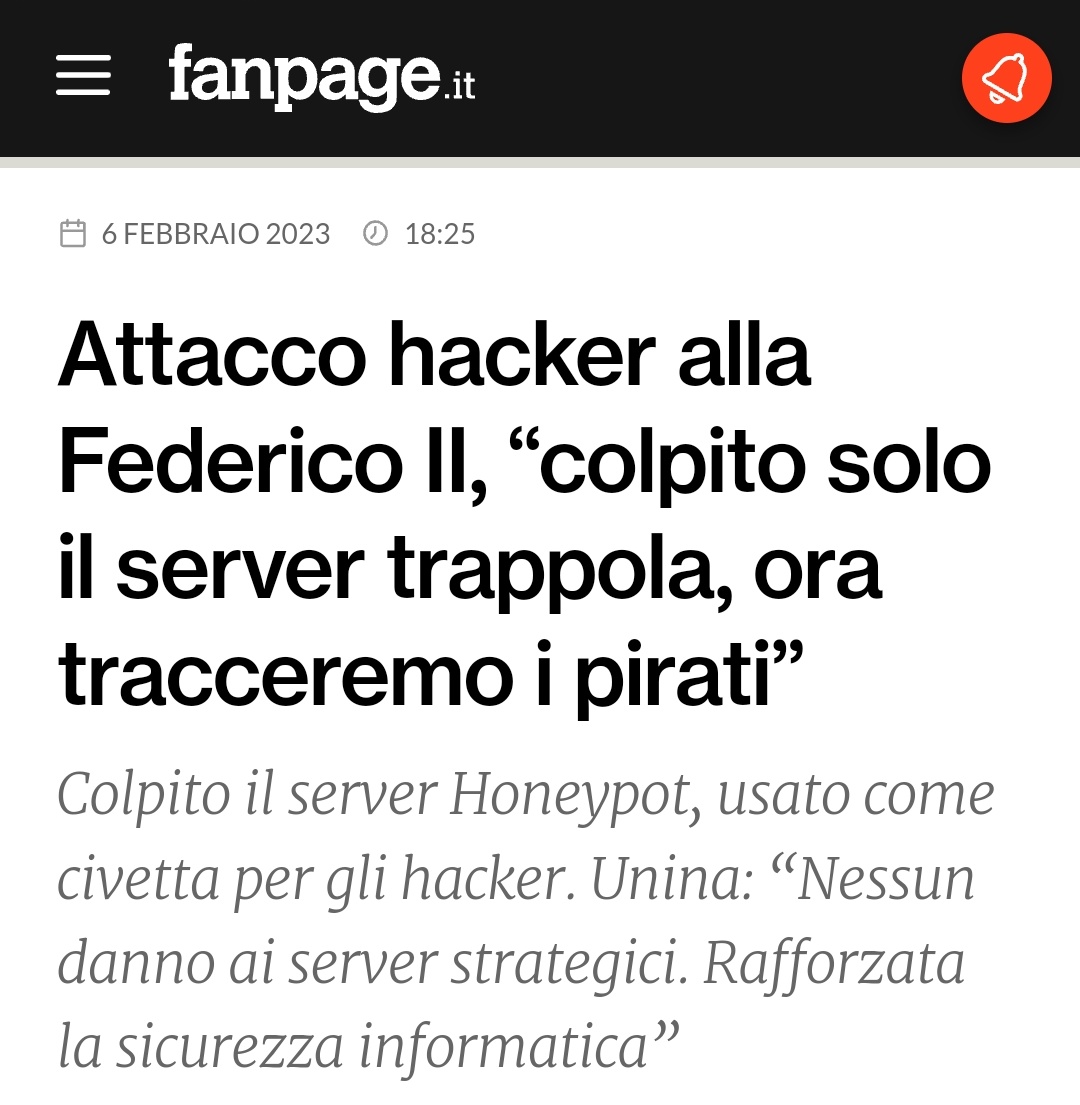 fanpage.it
6 FEBBRAIO 2023 18:25
Attacco hacker alla
Federico II, “colpito solo
il server trappola, ora
tracceremo i pirati”
Colpito il server Honeypot, usato come
civetta per gli hacker. Unina: “Nessun
danno ai server strategici. Rafforzata
la sicurezza informatica”